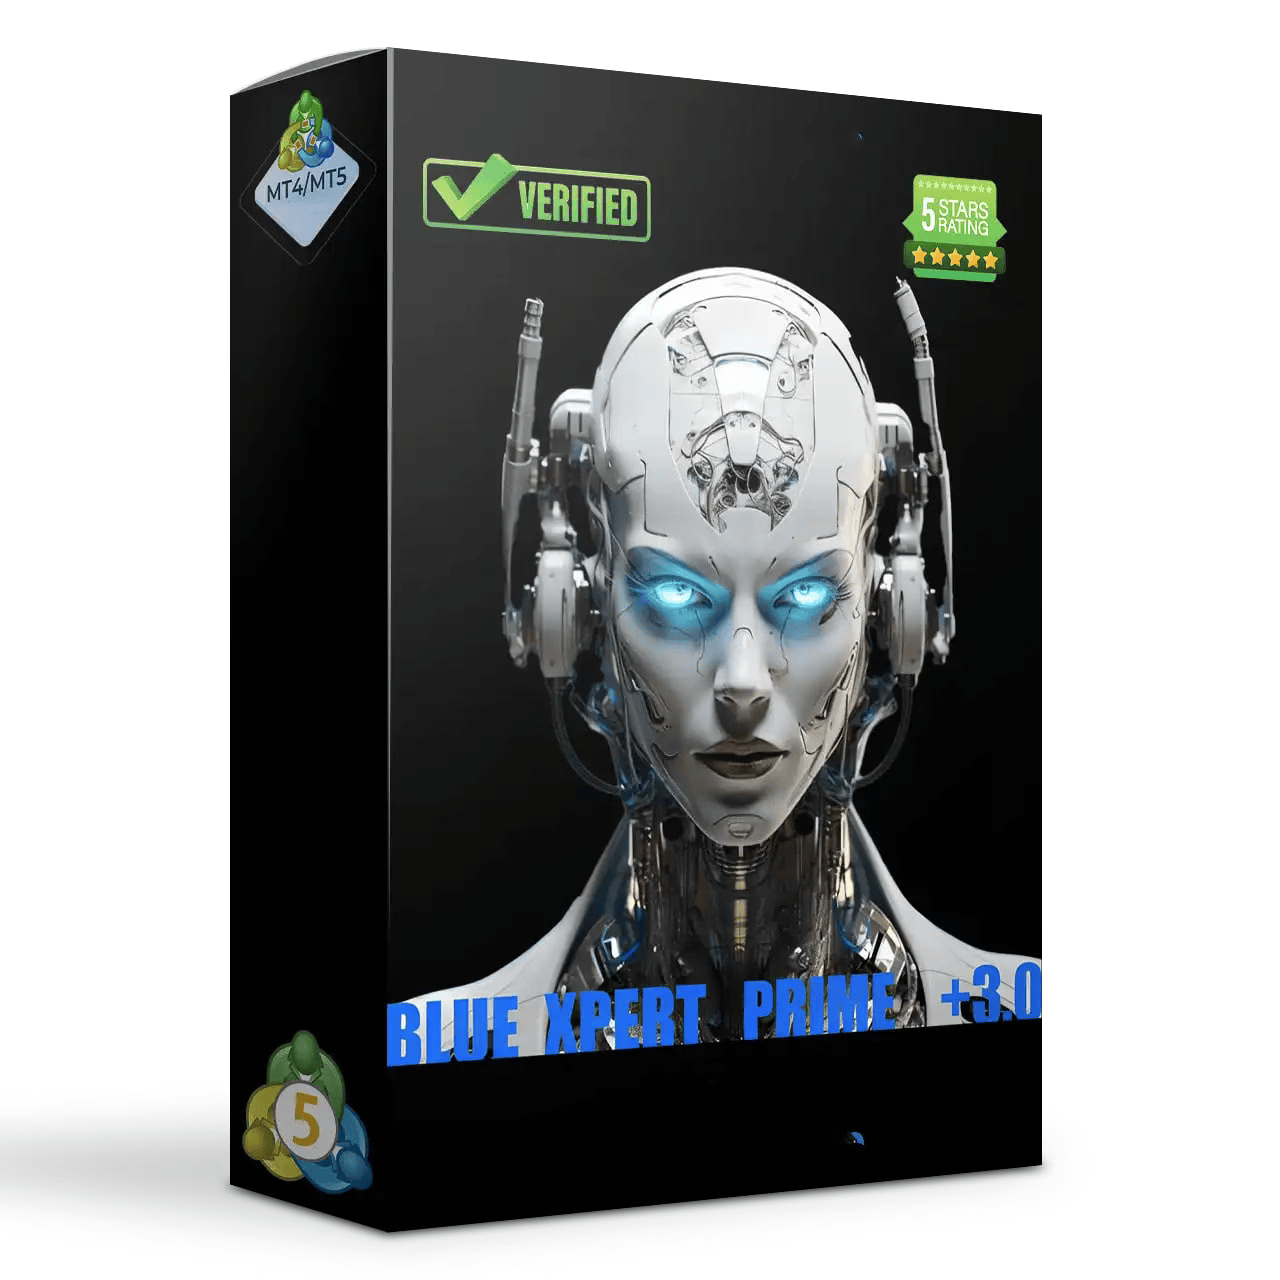 MT4/MT5
VERIFIED
5 STARS
RATING
BLUE XPERT PRIME +3.0
5